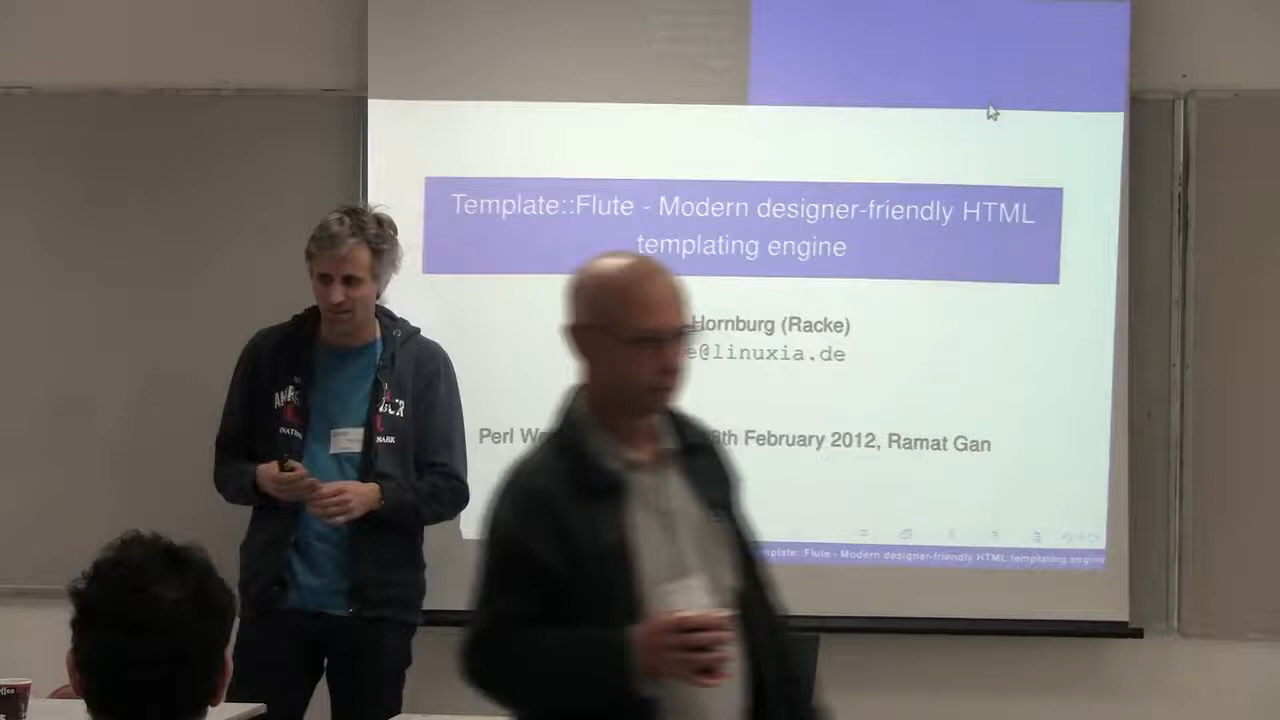 Template::Flute - Modern designer-friendly HTML
templating engine
Hornburg (Racke)
e@linuxia.de
Perl
8th February 2012, Ramat Gan
Flute - Modern designer-friendly HTML templating engine
MARK